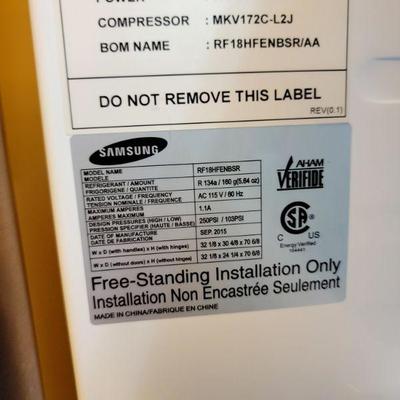 COMPRESSOR : MKV172C-L2J
BOM NAME : RF18HFENBSR/AA
DO NOT REMOVE THIS LABEL
REV(0.1)
SAMSUNG
MODEL NAME RF18HFENBSR
MODELE
REFRIGERANT / AMOUNT R 134a / 160 g(5.64 oz)
FRIGORIGENE / QUANTITE
RATED VOLTAGE / FREQUENCY AC 115 V / 60 Hz
TENSION NOMINALE / FREQUENCY
MAXIMUM AMPERES 1.1A
AMPERES MAXIMUM
DESIGN PRESSURES (HIGH / LOW) 250PSI / 103PSI
PRESSION SPECIFIER (HAUTE / BASSE)
DATE OF MANUFACTURE SEP. 2015
DATE DE FABRICATION
W x D (with handles) x H (with hinges) 32 1/8 x 30 4/8 x 70 6/8
W x D (without doors) x H (with hinges) 32 1/8 x 24 1/4 x 70 6/8
AHAM
VERIFIDE
C US
Energy Verified
Free-Standing Installation Only
Installation Non Encastrée Seulement
MADE IN CHINA/FABRIQUE EN CHINE